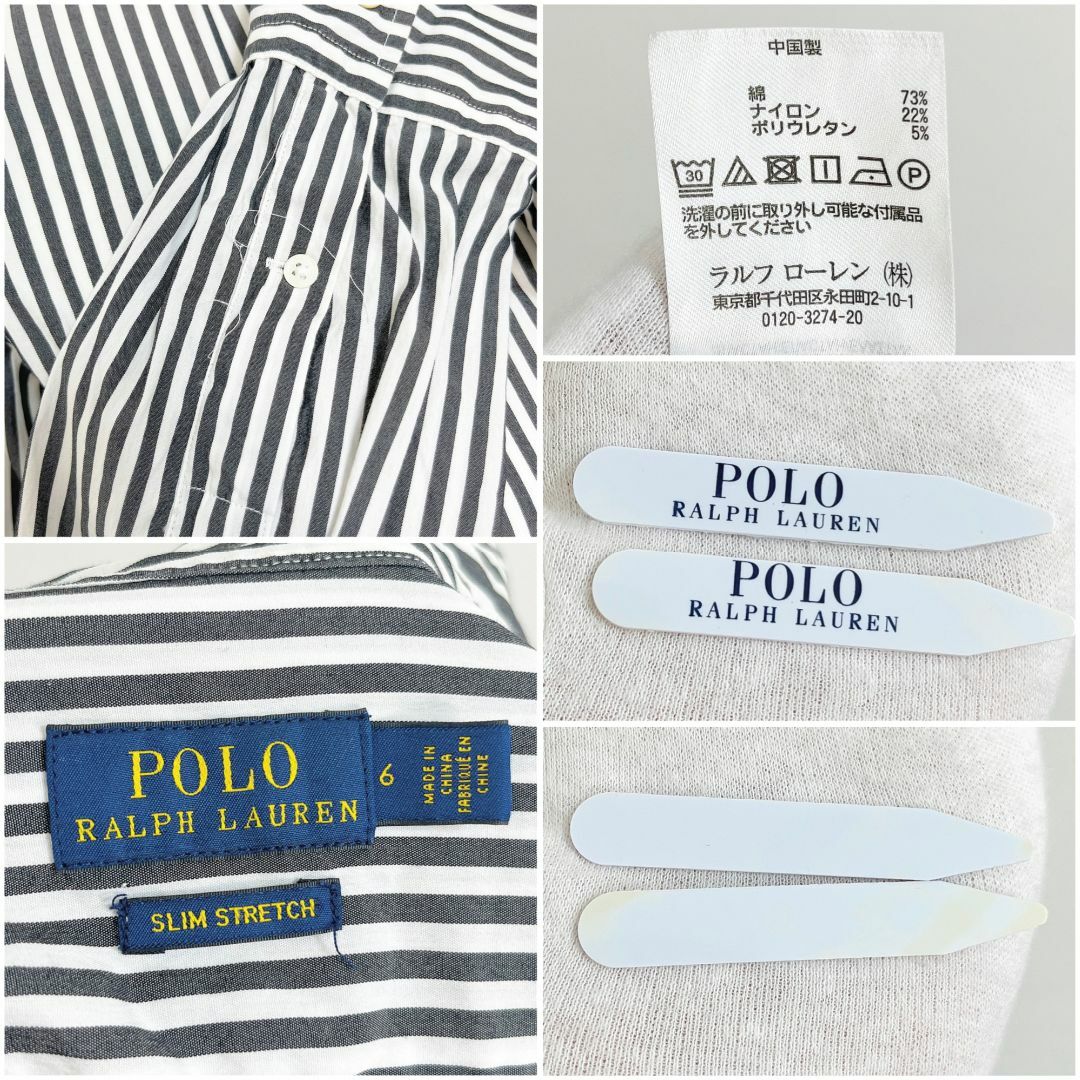 中国製
綿 73%
ナイロン 22%
ポリウレタン 5%
30
P
洗濯の前に取り外し可能な付属品
を外してください
ラルフ ローレン (株)
東京都千代田区永田町2-10-1
0120-3274-20
POLO
RALPH LAUREN
POLO
RALPH LAUREN
POLO
RALPH LAUREN
6
MADE IN
CHINA
FABRIQUÉ EN
CHINE
SLIM STRETCH